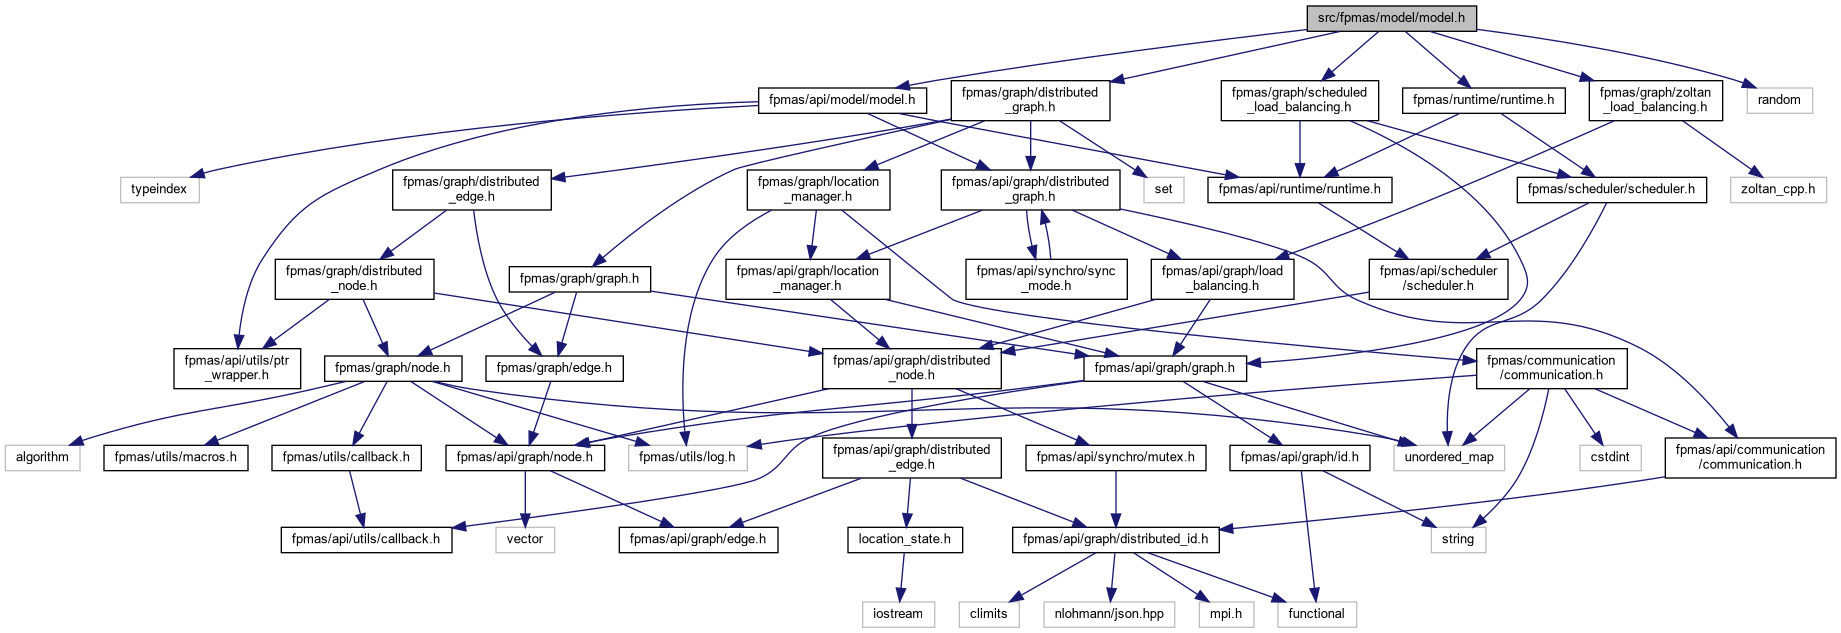 src/fpmas/model/model.h
fpmas/api/model/model.h
fpmas/graph/distributed
_graph.h
fpmas/graph/scheduled
_load_balancing.h
fpmas/runtime/runtime.h
fpmas/graph/zoltan
_load_balancing.h
random
typeindex
fpmas/graph/distributed
_edge.h
fpmas/graph/location
_manager.h
fpmas/api/graph/distributed
_graph.h
set
fpmas/api/runtime/runtime.h
fpmas/scheduler/scheduler.h
zoltan_cpp.h
fpmas/graph/distributed
_node.h
fpmas/graph/graph.h
fpmas/api/graph/location
_manager.h
fpmas/api/synchro/sync
_mode.h
fpmas/api/graph/load
_balancing.h
fpmas/api/scheduler
/scheduler.h
fpmas/api/utils/ptr
_wrapper.h
fpmas/graph/node.h
fpmas/graph/edge.h
fpmas/api/graph/distributed
_node.h
fpmas/api/graph/graph.h
fpmas/communication
/communication.h
algorithm
fpmas/utils/macros.h
fpmas/utils/callback.h
fpmas/api/graph/node.h
fpmas/utils/log.h
fpmas/api/graph/distributed
_edge.h
fpmas/api/synchro/mutex.h
fpmas/api/graph/id.h
unordered_map
cstdint
fpmas/api/communication
/communication.h
fpmas/api/utils/callback.h
vector
fpmas/api/graph/edge.h
location_state.h
fpmas/api/graph/distributed_id.h
string
iostream
climits
nlohmann/json.hpp
mpi.h
functional